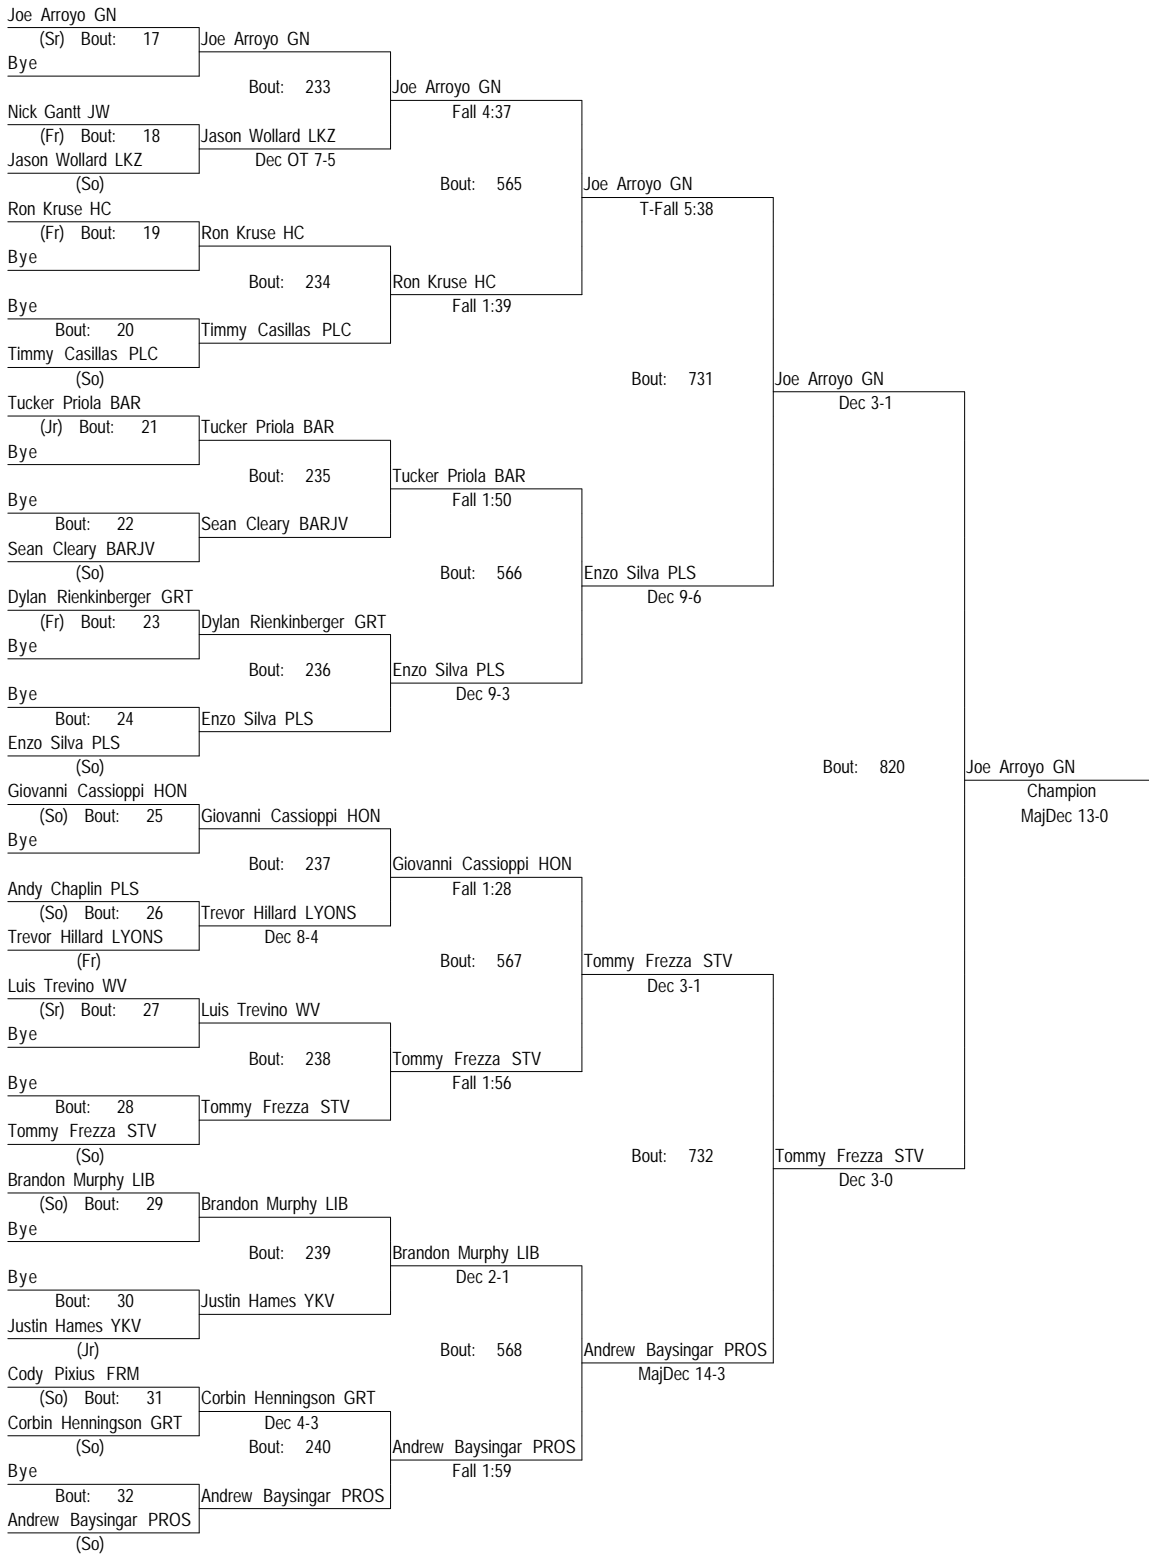 Joe Arroyo GN
(Sr) Bout: 17 Joe Arroyo GN
Bye
Bout: 233 Joe Arroyo GN
Nick Gantt JW Fall 4:37
(Fr) Bout: 18 Jason Wollard LKZ
Jason Wollard LKZ Dec OT 7-5
(So) Bout: 565 Joe Arroyo GN
Ron Kruse HC T-Fall 5:38
(Fr) Bout: 19 Ron Kruse HC
Bye
Bout: 234 Ron Kruse HC
Bye Fall 1:39
Bout: 20 Timmy Casillas PLC
Timmy Casillas PLC
(So) Bout: 731 Joe Arroyo GN
Tucker Priola BAR Dec 3-1
(Jr) Bout: 21 Tucker Priola BAR
Bye
Bout: 235 Tucker Priola BAR
Bye Fall 1:50
Bout: 22 Sean Cleary BARJV
Sean Cleary BARJV
(So) Bout: 566 Enzo Silva PLS
Dylan Rienkinberger GRT Dec 9-6
(Fr) Bout: 23 Dylan Rienkinberger GRT
Bye
Bout: 236 Enzo Silva PLS
Bye Dec 9-3
Bout: 24 Enzo Silva PLS
Enzo Silva PLS
(So) Bout: 820 Joe Arroyo GN
Giovanni Cassioppi HON Champion
(So) Bout: 25 Giovanni Cassioppi HON MajDec 13-0
Bye
Bout: 237 Giovanni Cassioppi HON
Andy Chaplin PLS Fall 1:28
(So) Bout: 26 Trevor Hillard LYONS
Trevor Hillard LYONS Dec 8-4
(Fr) Bout: 567 Tommy Frezza STV
Luis Trevino WV Dec 3-1
(Sr) Bout: 27 Luis Trevino WV
Bye
Bout: 238 Tommy Frezza STV
Bye Fall 1:56
Bout: 28 Tommy Frezza STV
Tommy Frezza STV
(So) Bout: 732 Tommy Frezza STV
Brandon Murphy LIB Dec 3-0
(So) Bout: 29 Brandon Murphy LIB
Bye
Bout: 239 Brandon Murphy LIB
Bye Dec 2-1
Bout: 30 Justin Hames YKV
Justin Hames YKV
(Jr) Bout: 568 Andrew Baysingar PROS
Cody Pixius FRM MajDec 14-3
(So) Bout: 31 Corbin Henningson GRT
Corbin Henningson GRT Dec 4-3
(So) Bout: 240 Andrew Baysingar PROS
Bye Fall 1:59
Bout: 32 Andrew Baysingar PROS
Andrew Baysingar PROS
(So)